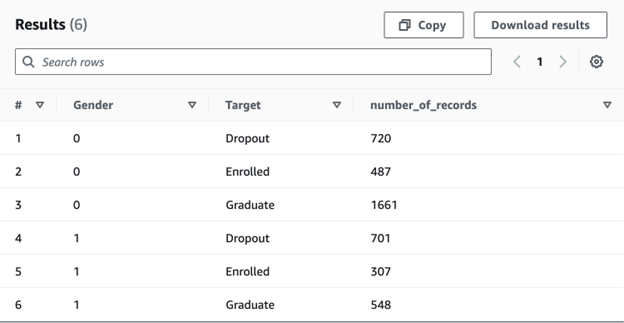 Results (6) Copy Download results
Search rows 1
# Gender Target number_of_records
1 0 Dropout 720
2 0 Enrolled 487
3 0 Graduate 1661
4 1 Dropout 701
5 1 Enrolled 307
6 1 Graduate 548